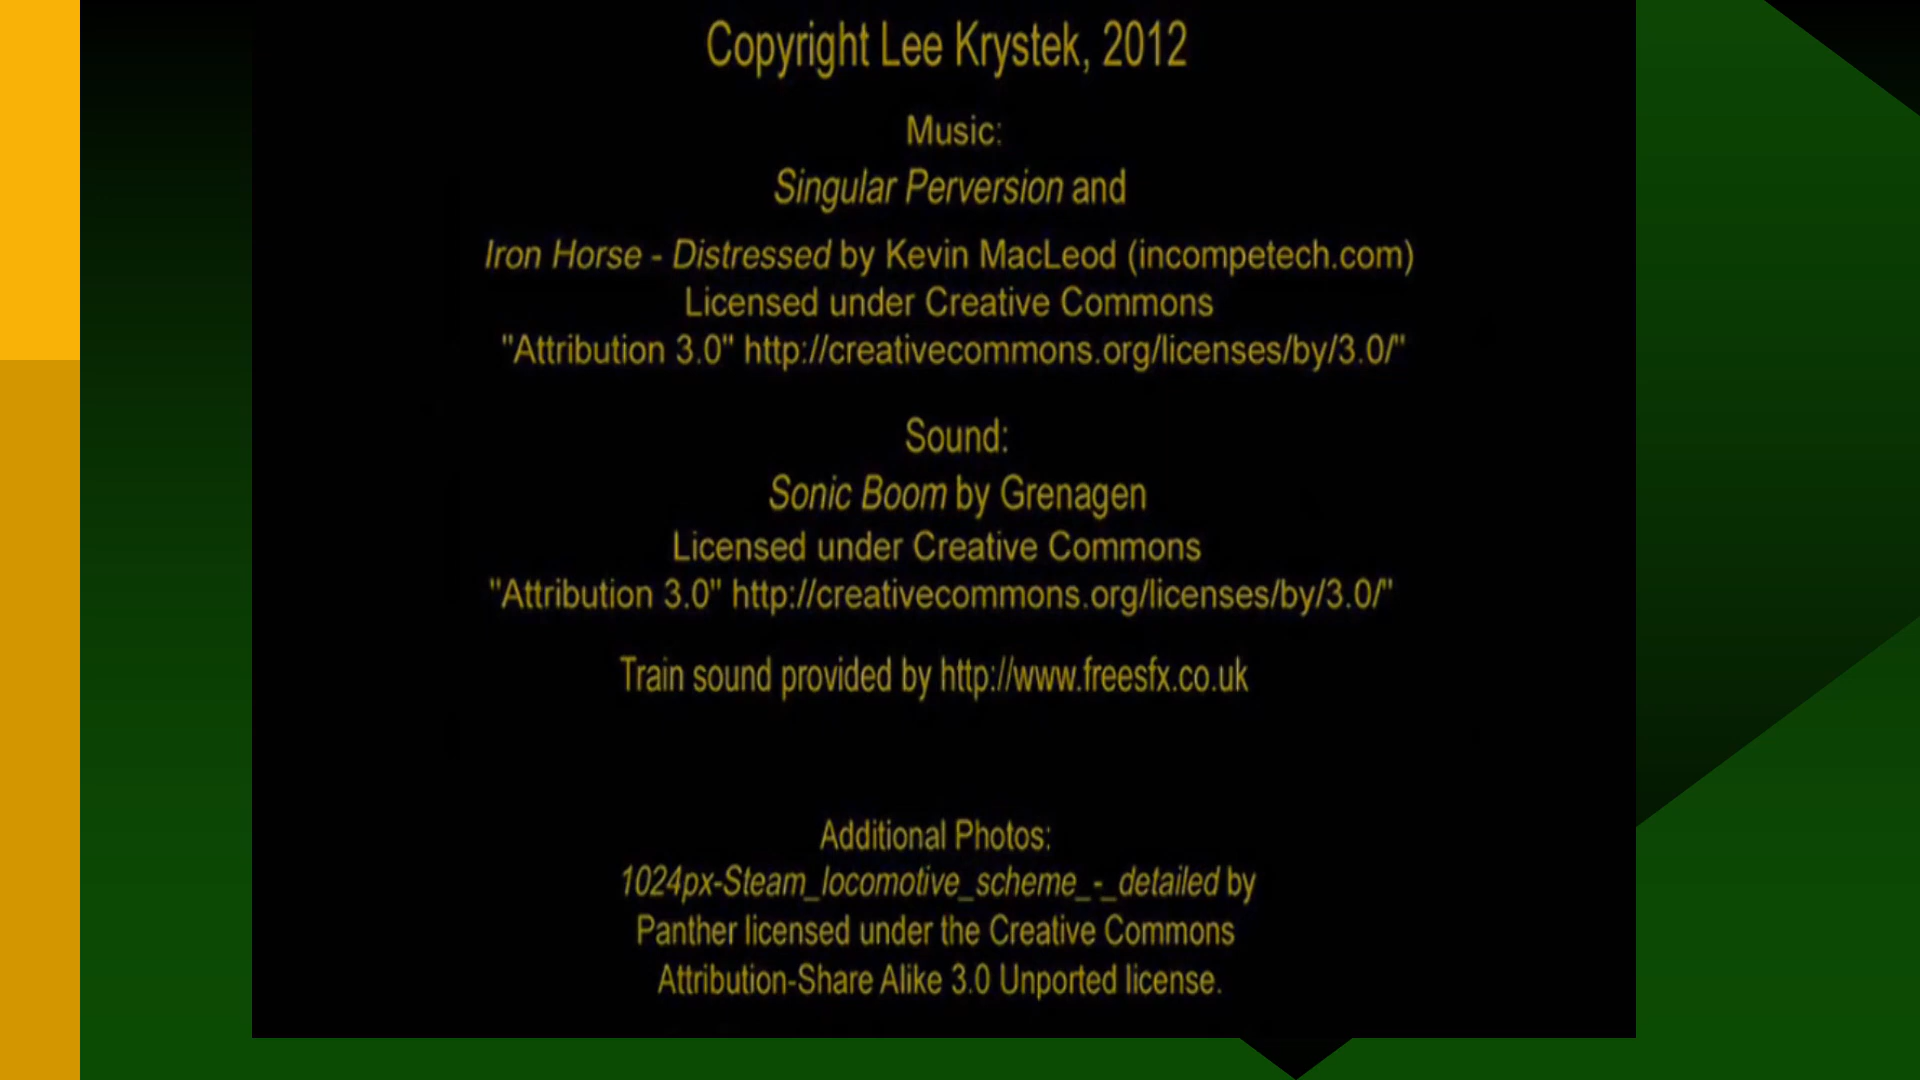 Copyright Lee Krystek, 2012
Music:
Singular Perversion and
Iron Horse - Distressed by Kevin MacLeod (incompetech.com)
Licensed under Creative Commons
"Attribution 3.0" http://creativecommons.org/licenses/by/3.0/"
Sound:
Sonic Boom by Grenagen
Licensed under Creative Commons
"Attribution 3.0" http://creativecommons.org/licenses/by/3.0/"
Train sound provided by http://www.freesfx.co.uk
Additional Photos:
1024px-Steam_locomotive_scheme_-_detailed by
Panther licensed under the Creative Commons
Attribution-Share Alike 3.0 Unported license.